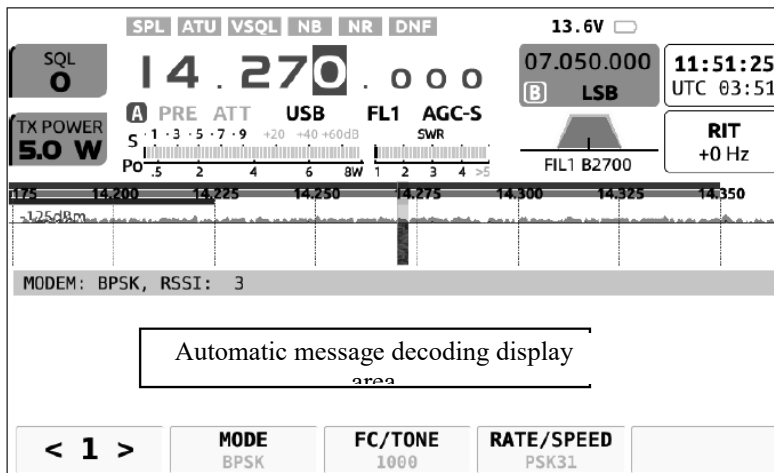 SPL ATU VSQL NB NR DNF 13.6V
SQL
0
14.270.000
07.050.000
B LSB
11:51:25
UTC 03:51
TX POWER
5.0 W
A PRE ATT USB FL1 AGC-S
S ·1 ·3 ·5 ·7 ·9 +20 +40 +60dB SWR
Po .5 2 4 6 8W 1 2 3 4 >5
FIL1 B2700
RIT
+0 Hz
175 14.200 14.225 14.250 14.275 14.300 14.325 14.350
-125dBm
MODEM: BPSK, RSSI: 3
Automatic message decoding display
area
< 1 > MODE FC/TONE RATE/SPEED
BPSK 1000 PSK31